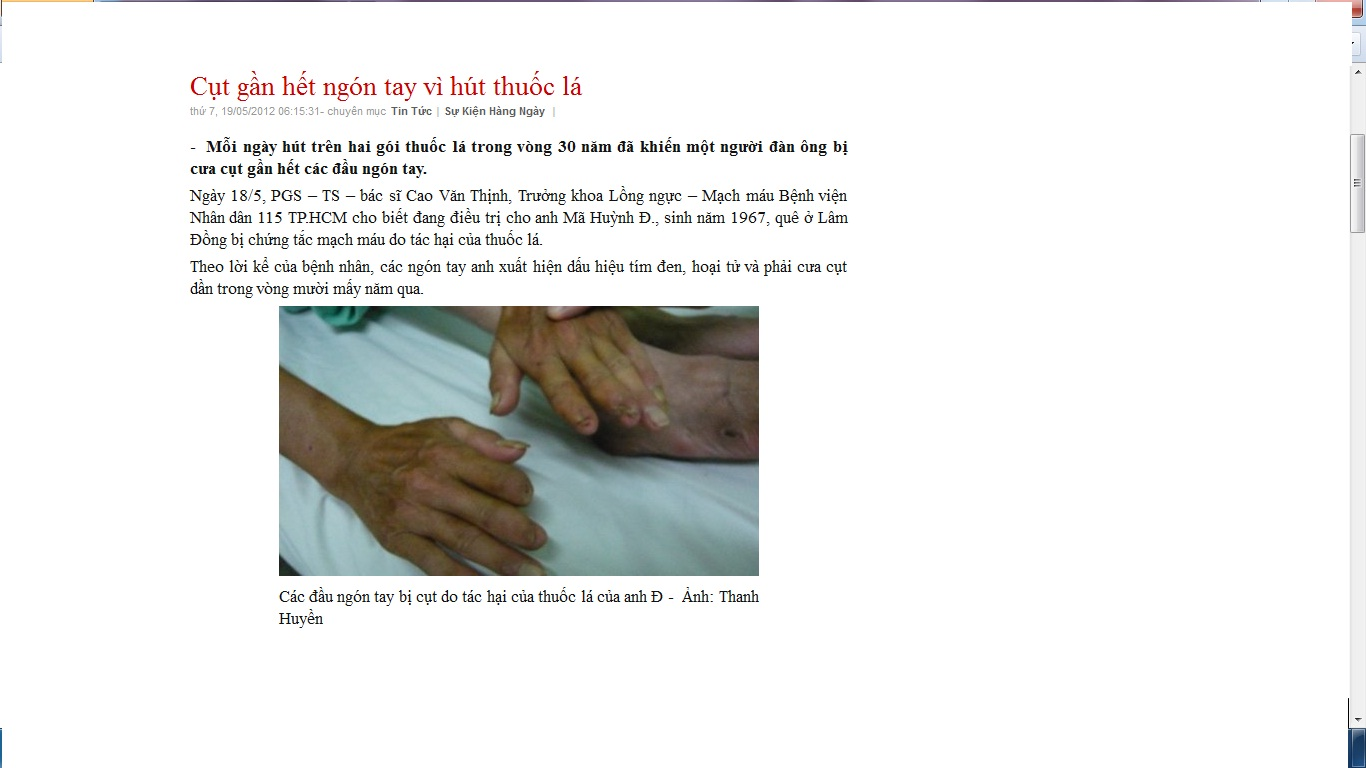 Cụt gần hết ngón tay vì hút thuốc lá
thứ 7, 19/05/2012 06:15:31- chuyên mục Tin Tức | Sự Kiện Hàng Ngày |
- Mỗi ngày hút trên hai gói thuốc lá trong vòng 30 năm đã khiến một người đàn ông bị
cưa cụt gần hết các đầu ngón tay.
Ngày 18/5, PGS – TS – bác sĩ Cao Văn Thịnh, Trưởng khoa Lồng ngực – Mạch máu Bệnh viện
Nhân dân 115 TP.HCM cho biết đang điều trị cho anh Mã Huỳnh Đ., sinh năm 1967, quê ở Lâm
Đồng bị chứng tắc mạch máu do tác hại của thuốc lá.
Theo lời kể của bệnh nhân, các ngón tay anh xuất hiện dấu hiệu tím đen, hoại tử và phải cưa cụt
dần trong vòng mười mấy năm qua.
Các đầu ngón tay bị cụt do tác hại của thuốc lá của anh Đ - Ảnh: Thanh
Huyền